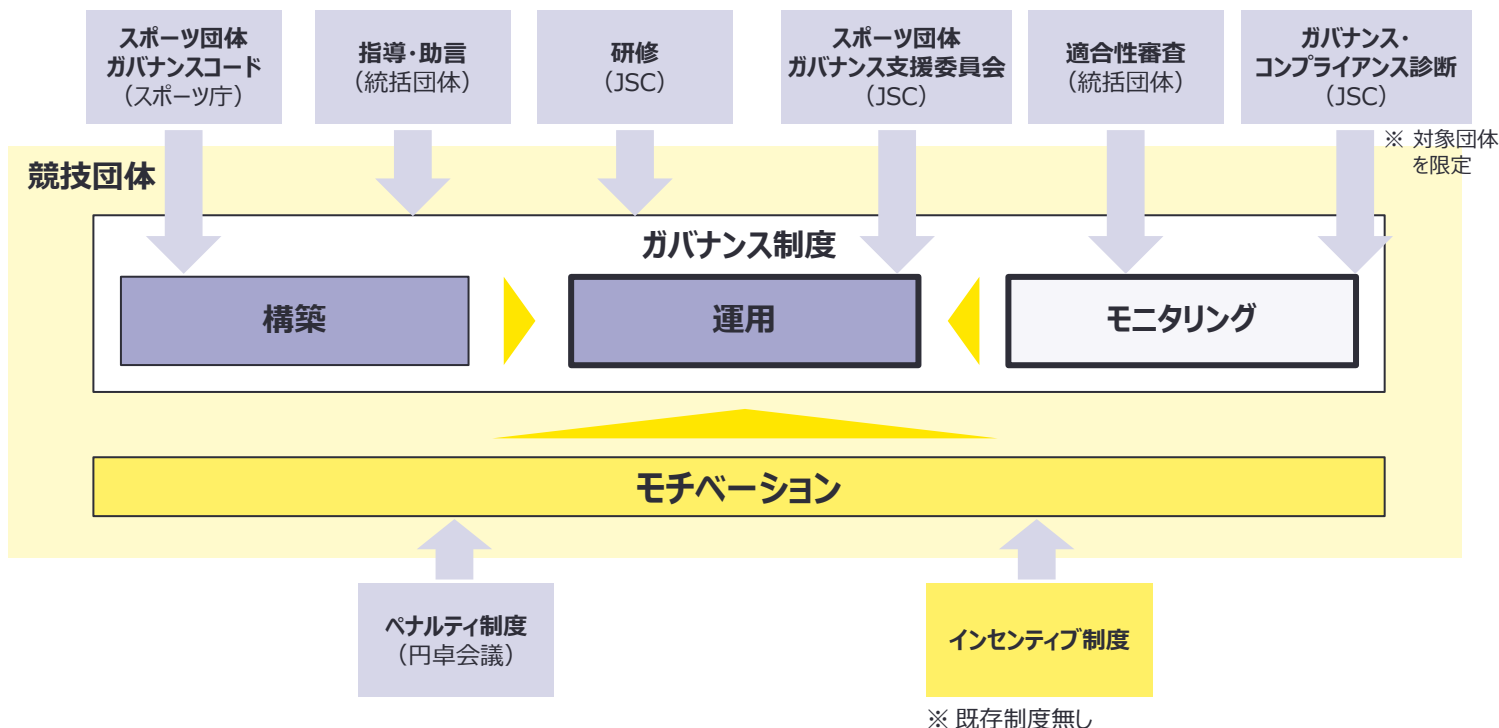 スポーツ団体
ガバナンスコード
（スポーツ庁）
指導・助言
（統括団体）
研修
（JSC）
スポーツ団体
ガバナンス支援委員会
（JSC）
適合性審査
（統括団体）
ガバナンス・
コンプライアンス診断
（JSC）
※ 対象団体
を限定
競技団体
ガバナンス制度
構築
運用
モニタリング
モチベーション
ペナルティ制度
（円卓会議）
インセンティブ制度
※ 既存制度無し